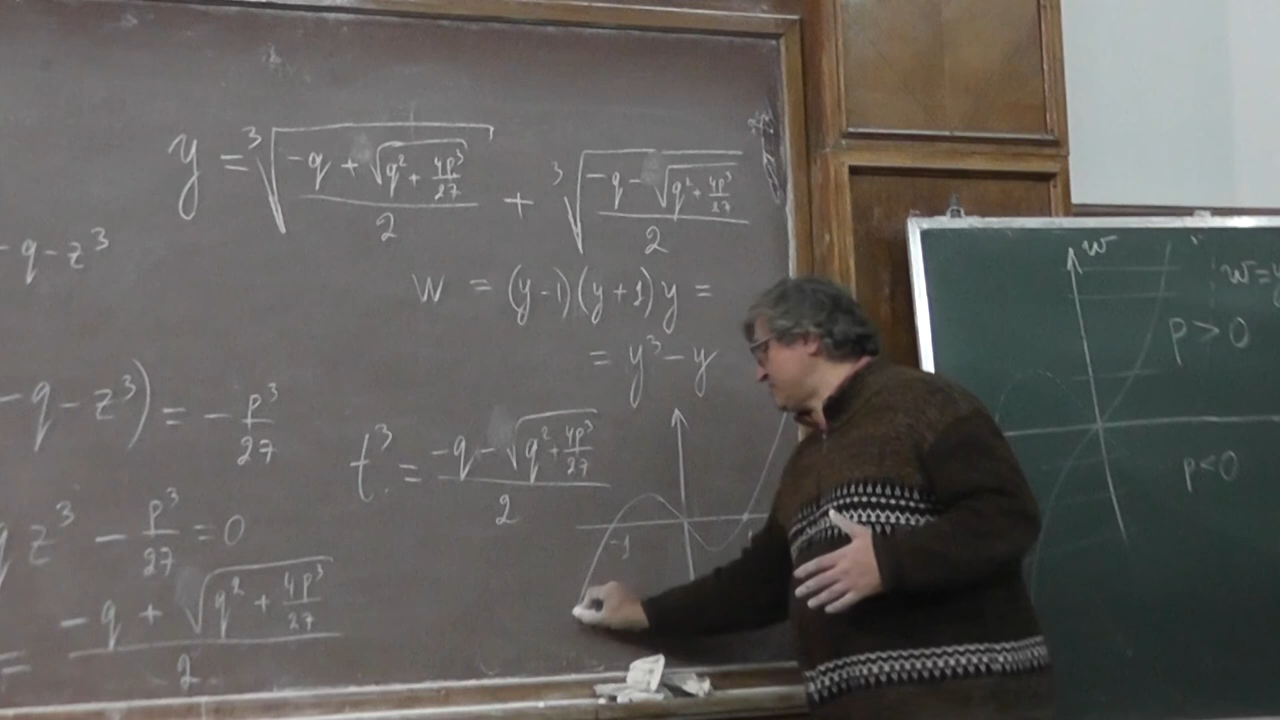 y = ∛((-q + √(q² + 4p³/27))/2) + ∛((-q - √(q² + 4p³/27))/2)
- q - z³
w = (y-1)(y+1)y =
= y³ - y
- q - z³) = - p³/27
t³ = (-q - √(q² + 4p³/27))/2
z³ - p³/27 = 0
-1
= (-q + √(q² + 4p³/27))/2
w
w=
p > 0
p < 0